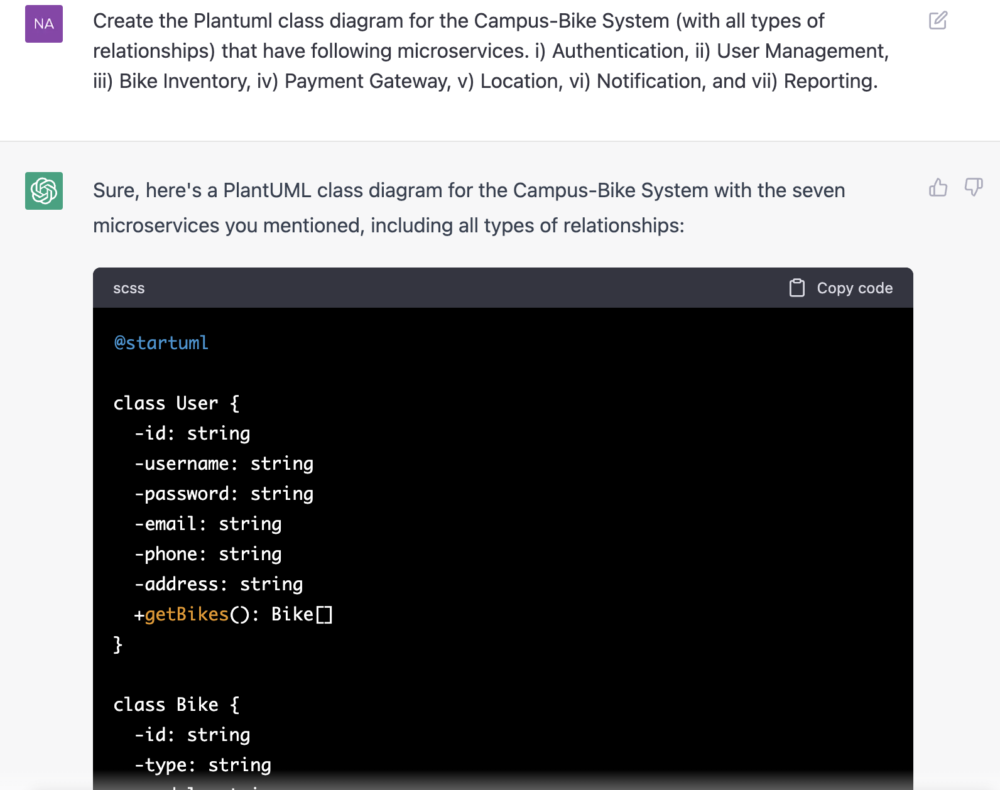 NA
Create the Plantuml class diagram for the Campus-Bike System (with all types of
relationships) that have following microservices. i) Authentication, ii) User Management,
iii) Bike Inventory, iv) Payment Gateway, v) Location, vi) Notification, and vii) Reporting.
Sure, here's a PlantUML class diagram for the Campus-Bike System with the seven
microservices you mentioned, including all types of relationships:
scss
Copy code
@startuml
class User {
  -id: string
  -username: string
  -password: string
  -email: string
  -phone: string
  -address: string
  +getBikes(): Bike[]
}
class Bike {
  -id: string
  -type: string